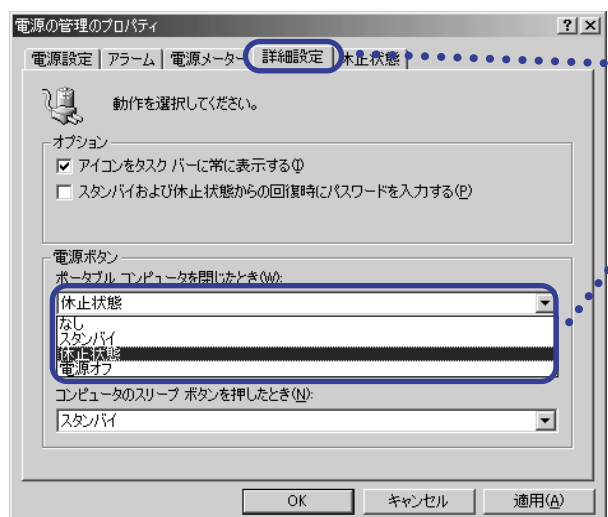 電源の管理のプロパティ
電源設定 アラーム 電源メーター 詳細設定 休止状態
動作を選択してください。
オプション
アイコンをタスク バーに常に表示する(I)
スタンバイおよび休止状態からの回復時にパスワードを入力する(P)
電源ボタン
ポータブル コンピュータを閉じたとき(W):
休止状態
なし
スタンバイ
休止状態
電源オフ
コンピュータのスリープ ボタンを押したとき(N):
スタンバイ
OK キャンセル 適用(A)